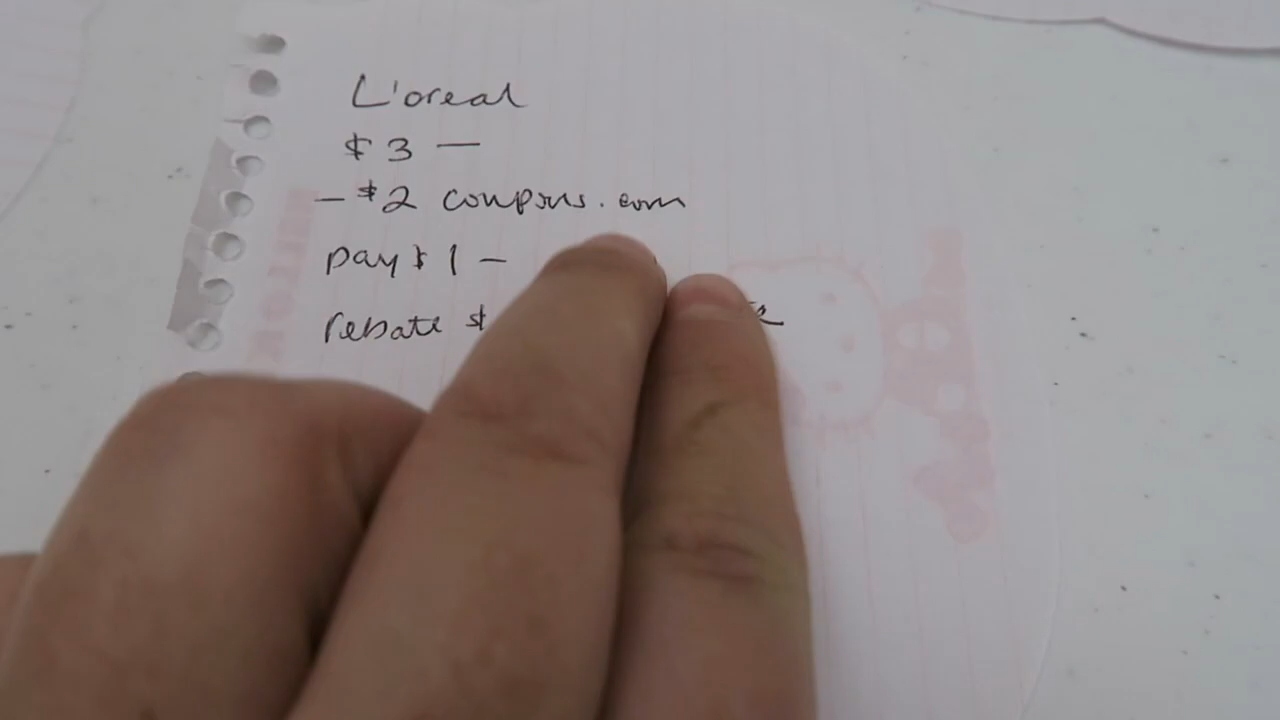 L'oreal
$3 —
- $2 coupons.com
pay $1 -
rebate $